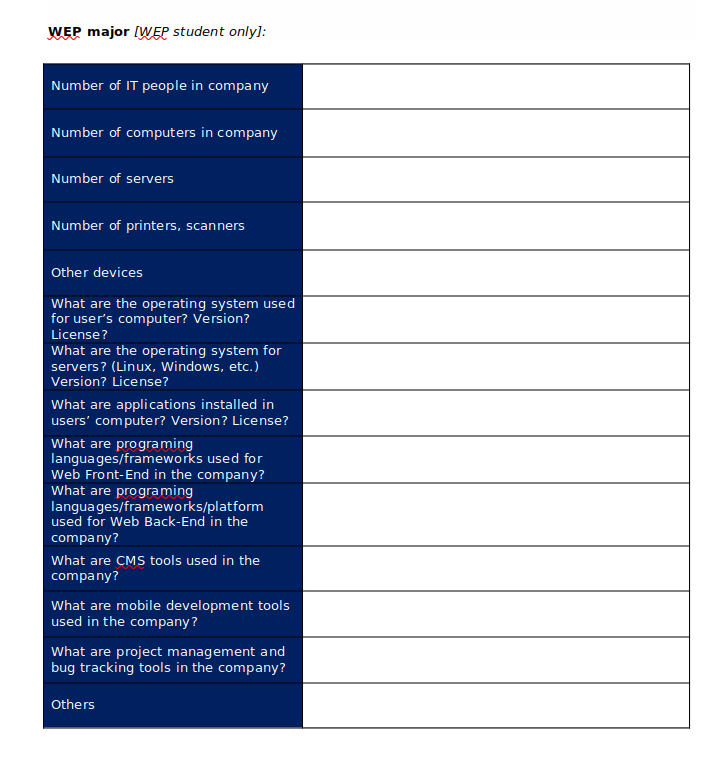 WEP major [WEP student only]:
Number of IT people in company
Number of computers in company
Number of servers
Number of printers, scanners
Other devices
What are the operating system used
for user’s computer? Version?
License?
What are the operating system for
servers? (Linux, Windows, etc.)
Version? License?
What are applications installed in
users’ computer? Version? License?
What are programing
languages/frameworks used for
Web Front-End in the company?
What are programing
languages/frameworks/platform
used for Web Back-End in the
company?
What are CMS tools used in the
company?
What are mobile development tools
used in the company?
What are project management and
bug tracking tools in the company?
Others